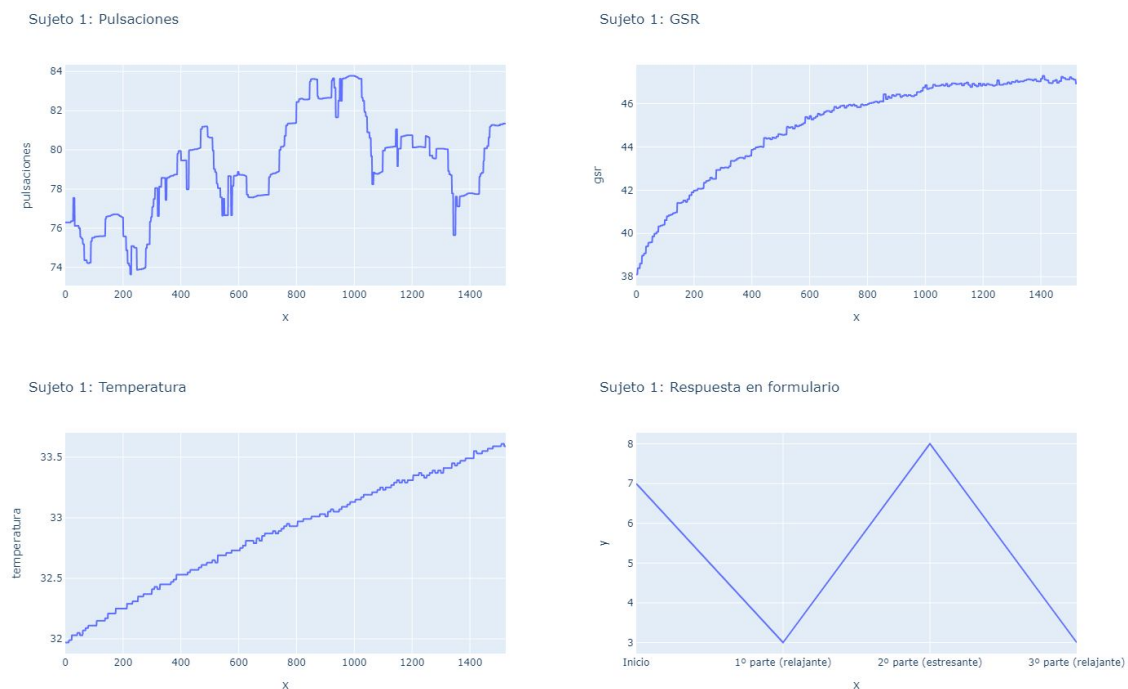 Sujeto 1: Pulsaciones
84
82
80
78
76
74
pulsaciones
0 200 400 600 800 1000 1200 1400
x
Sujeto 1: GSR
46
44
42
40
38
gsr
0 200 400 600 800 1000 1200 1400
x
Sujeto 1: Temperatura
33.5
33
32.5
32
temperatura
0 200 400 600 800 1000 1200 1400
x
Sujeto 1: Respuesta en formulario
8
7
6
5
4
3
y
Inicio 1º parte (relajante) 2º parte (estresante) 3º parte (relajante)
x